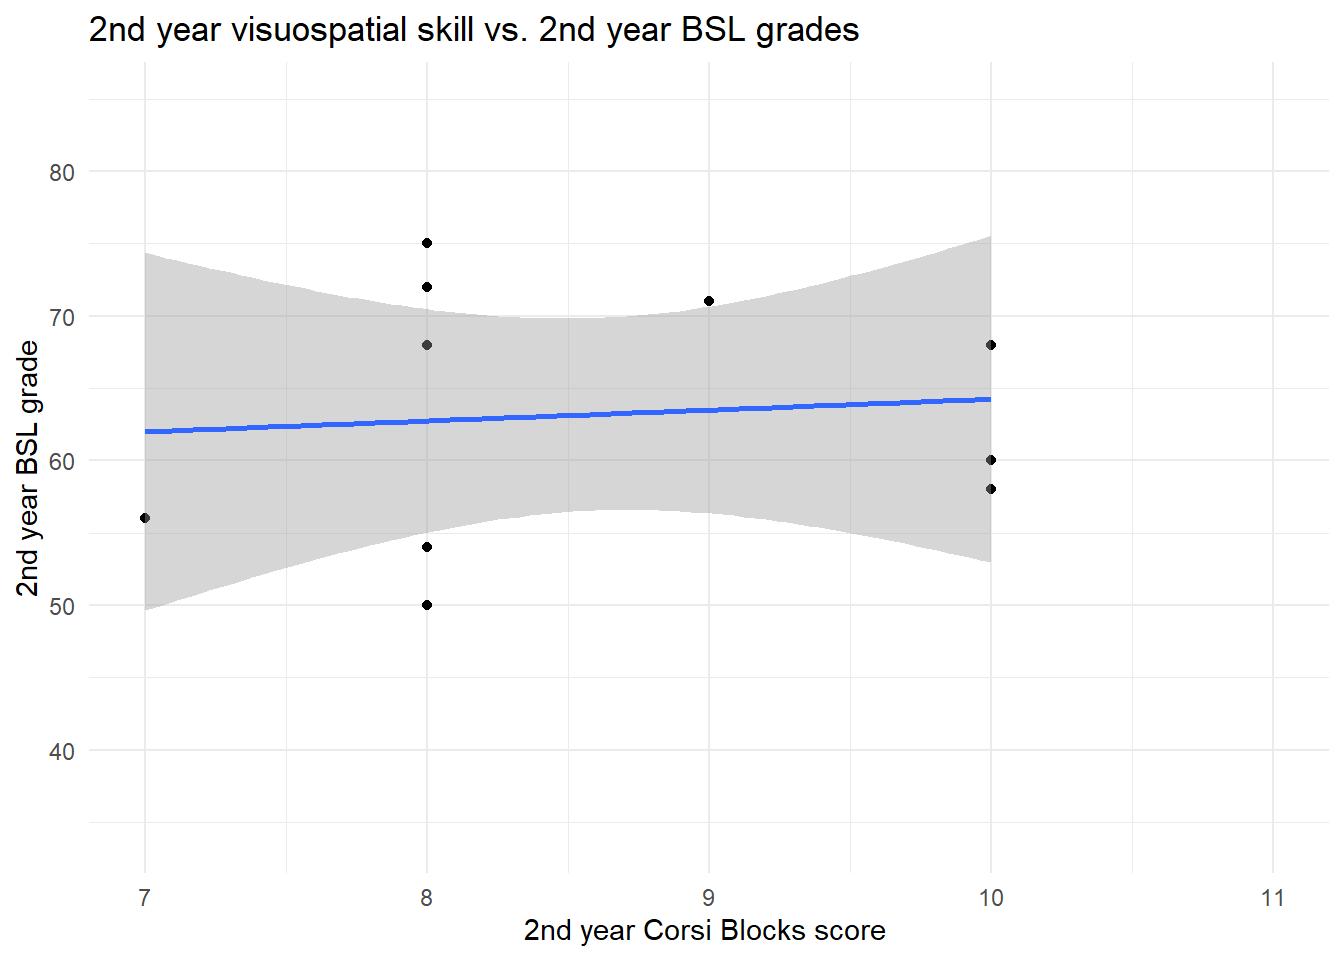 2nd year visuospatial skill vs. 2nd year BSL grades
2nd year BSL grade
80
70
60
50
40
7 8 9 10 11
2nd year Corsi Blocks score